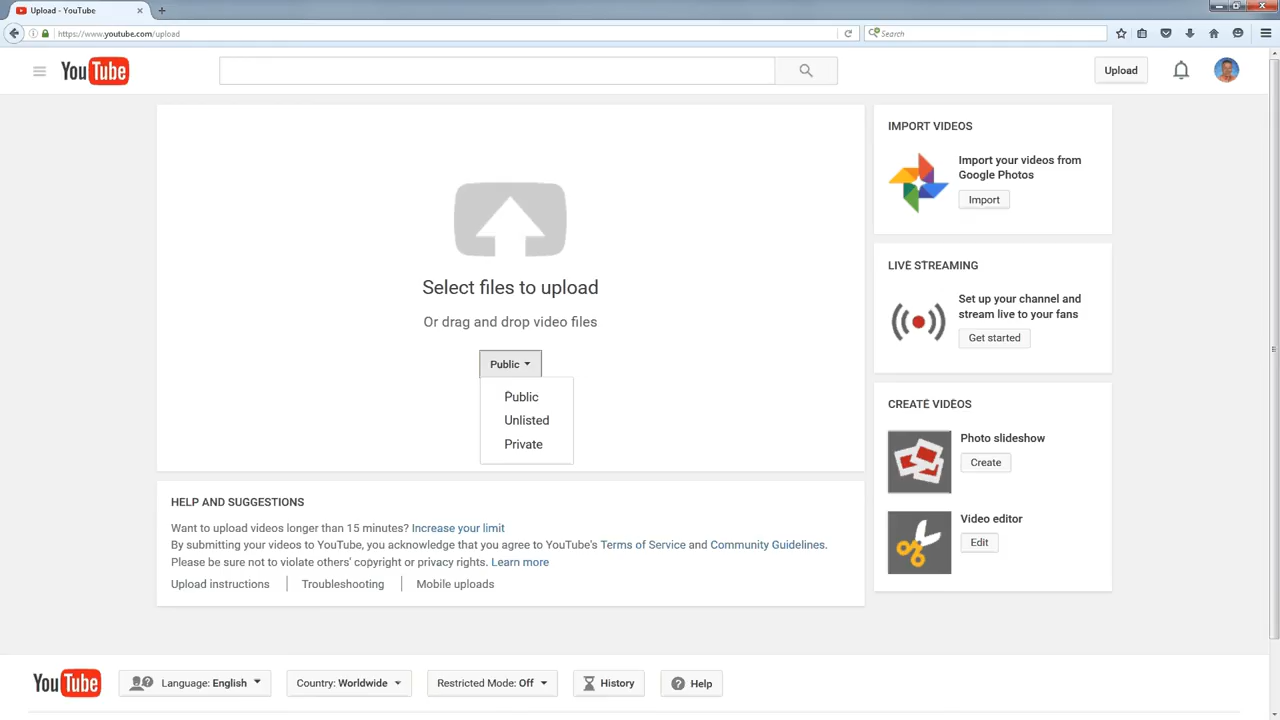 Upload - YouTube
https://www.youtube.com/upload
Search
YouTube
Upload
Select files to upload
Or drag and drop video files
Public
Public
Unlisted
Private
IMPORT VIDEOS
Import your videos from
Google Photos
Import
LIVE STREAMING
Set up your channel and
stream live to your fans
Get started
CREATE VIDEOS
Photo slideshow
Create
Video editor
Edit
HELP AND SUGGESTIONS
Want to upload videos longer than 15 minutes? Increase your limit
By submitting your videos to YouTube, you acknowledge that you agree to YouTube's Terms of Service and Community Guidelines.
Please be sure not to violate others' copyright or privacy rights. Learn more
Upload instructions Troubleshooting Mobile uploads
YouTube Language: English Country: Worldwide Restricted Mode: Off History Help